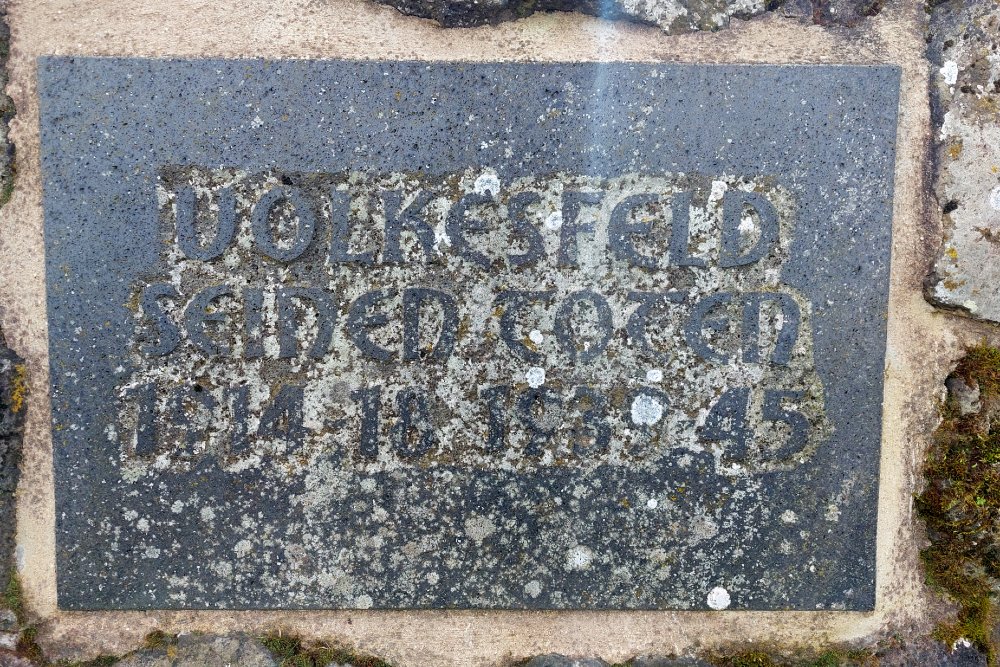 VOLKESFELD
SEINEN TOTEN
1914-18 1939-45